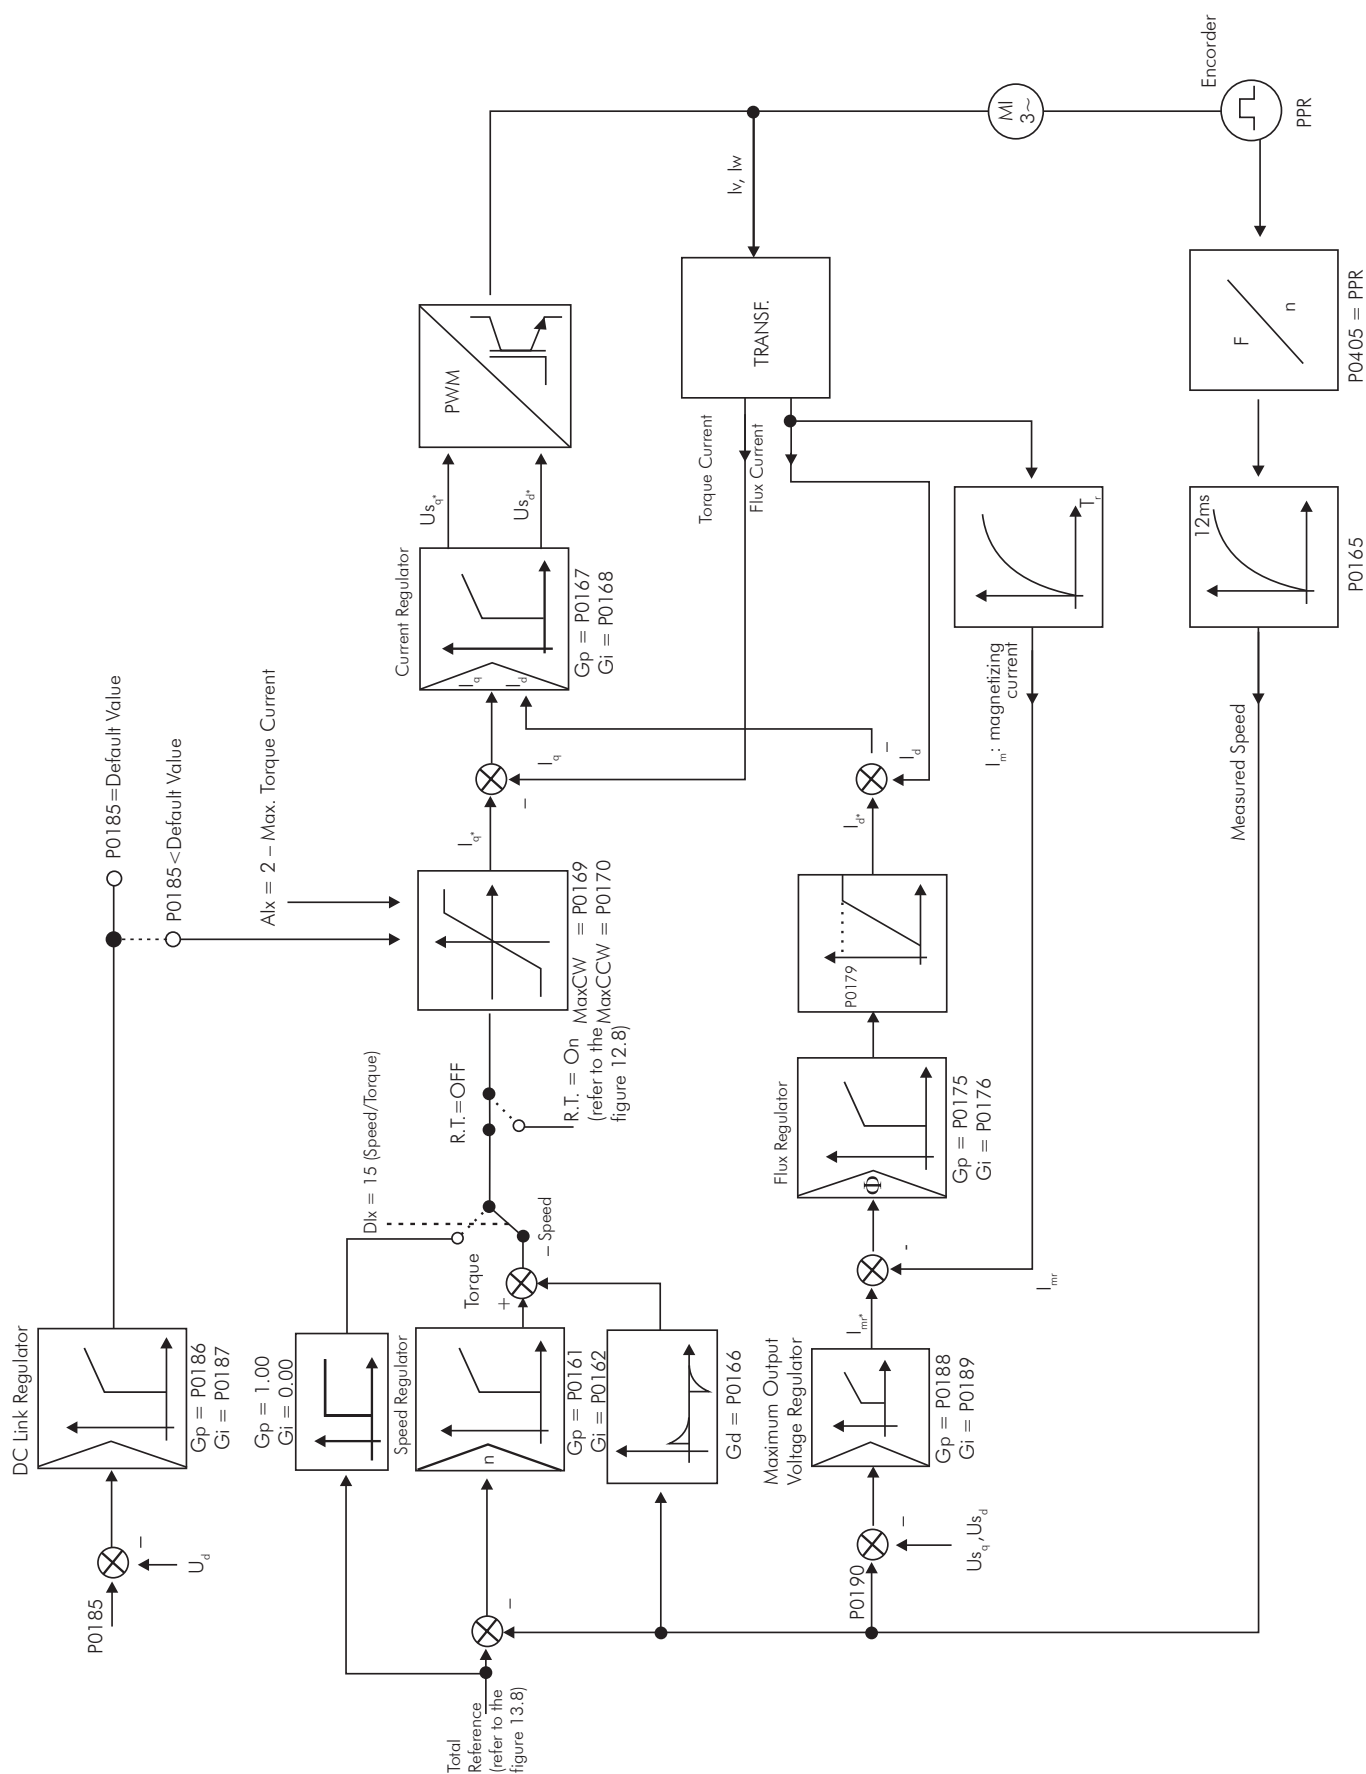 DC Link Regulator
P0185
U_d
–
Gp = P0186
Gi = P0187
P0185=Default Value
P0185<Default Value
AIx = 2 – Max. Torque Current
Total
Reference
(refer to the
figure 13.8)
–
Gp = 1.00
Gi = 0.00
Speed Regulator
n
Gp = P0161
Gi = P0162
Gd = P0166
Torque
+
– Speed
DIx = 15 (Speed/Torque)
R.T.=OFF
R.T. = On
(refer to the
figure 12.8)
MaxCW = P0169
MaxCCW = P0170
I_q*
–
I_q
Current Regulator
I_q
I_d
Gp = P0167
Gi = P0168
Us_q*
Us_d*
PWM
Iv, Iw
TRANSF.
Torque Current
Flux Current
MI
3~
Encorder
PPR
F
n
P0405 = PPR
12ms
P0165
Measured Speed
T_r
I_m: magnetizing
current
I_mr
-
Maximum Output
Voltage Regulator
P0190
–
Us_q, Us_d
Gp = P0188
Gi = P0189
I_mr*
Flux Regulator
Φ
Gp = P0175
Gi = P0176
P0179
I_d*
–
I_d